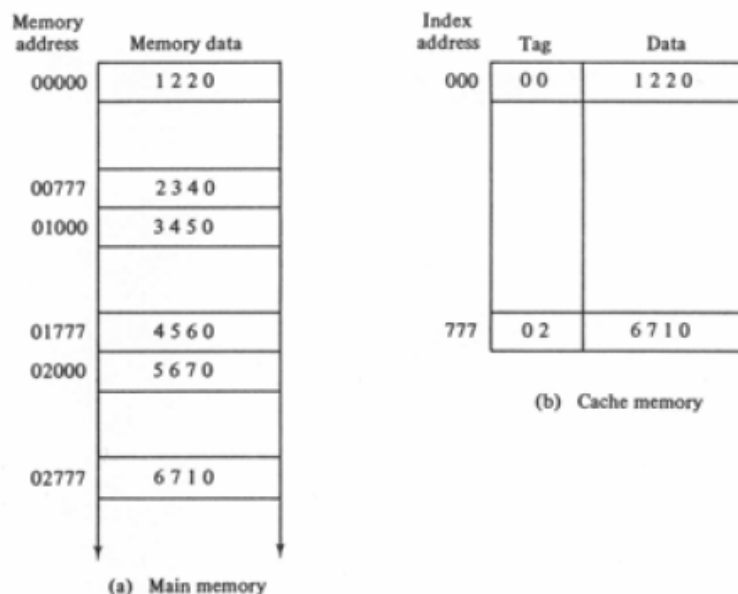 Memory
address
Memory data
00000
1 2 2 0
00777
2 3 4 0
01000
3 4 5 0
01777
4 5 6 0
02000
5 6 7 0
02777
6 7 1 0
(a) Main memory
Index
address
Tag
Data
000
0 0
1 2 2 0
777
0 2
6 7 1 0
(b) Cache memory